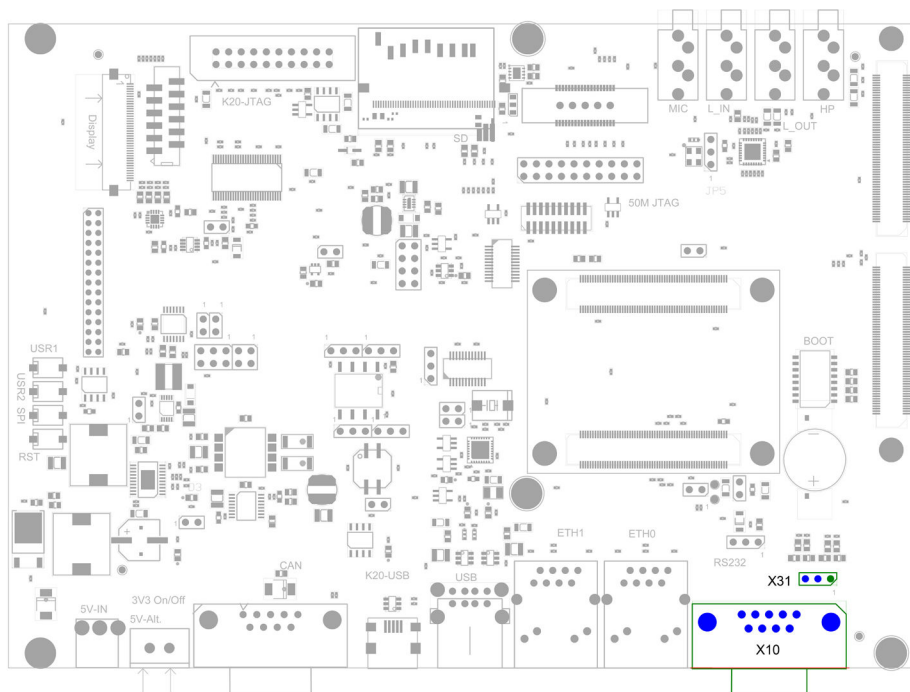 MIC
L_IN
HP
L_OUT
K20-JTAG
SD
Display
JP5
50M JTAG
USR1
USR2
SPI
RST
BOOT
ETH1
ETH0
RS232
CAN
K20-USB
USB
X31
1
5V-IN
3V3 On/Off
5V-Alt.
X10